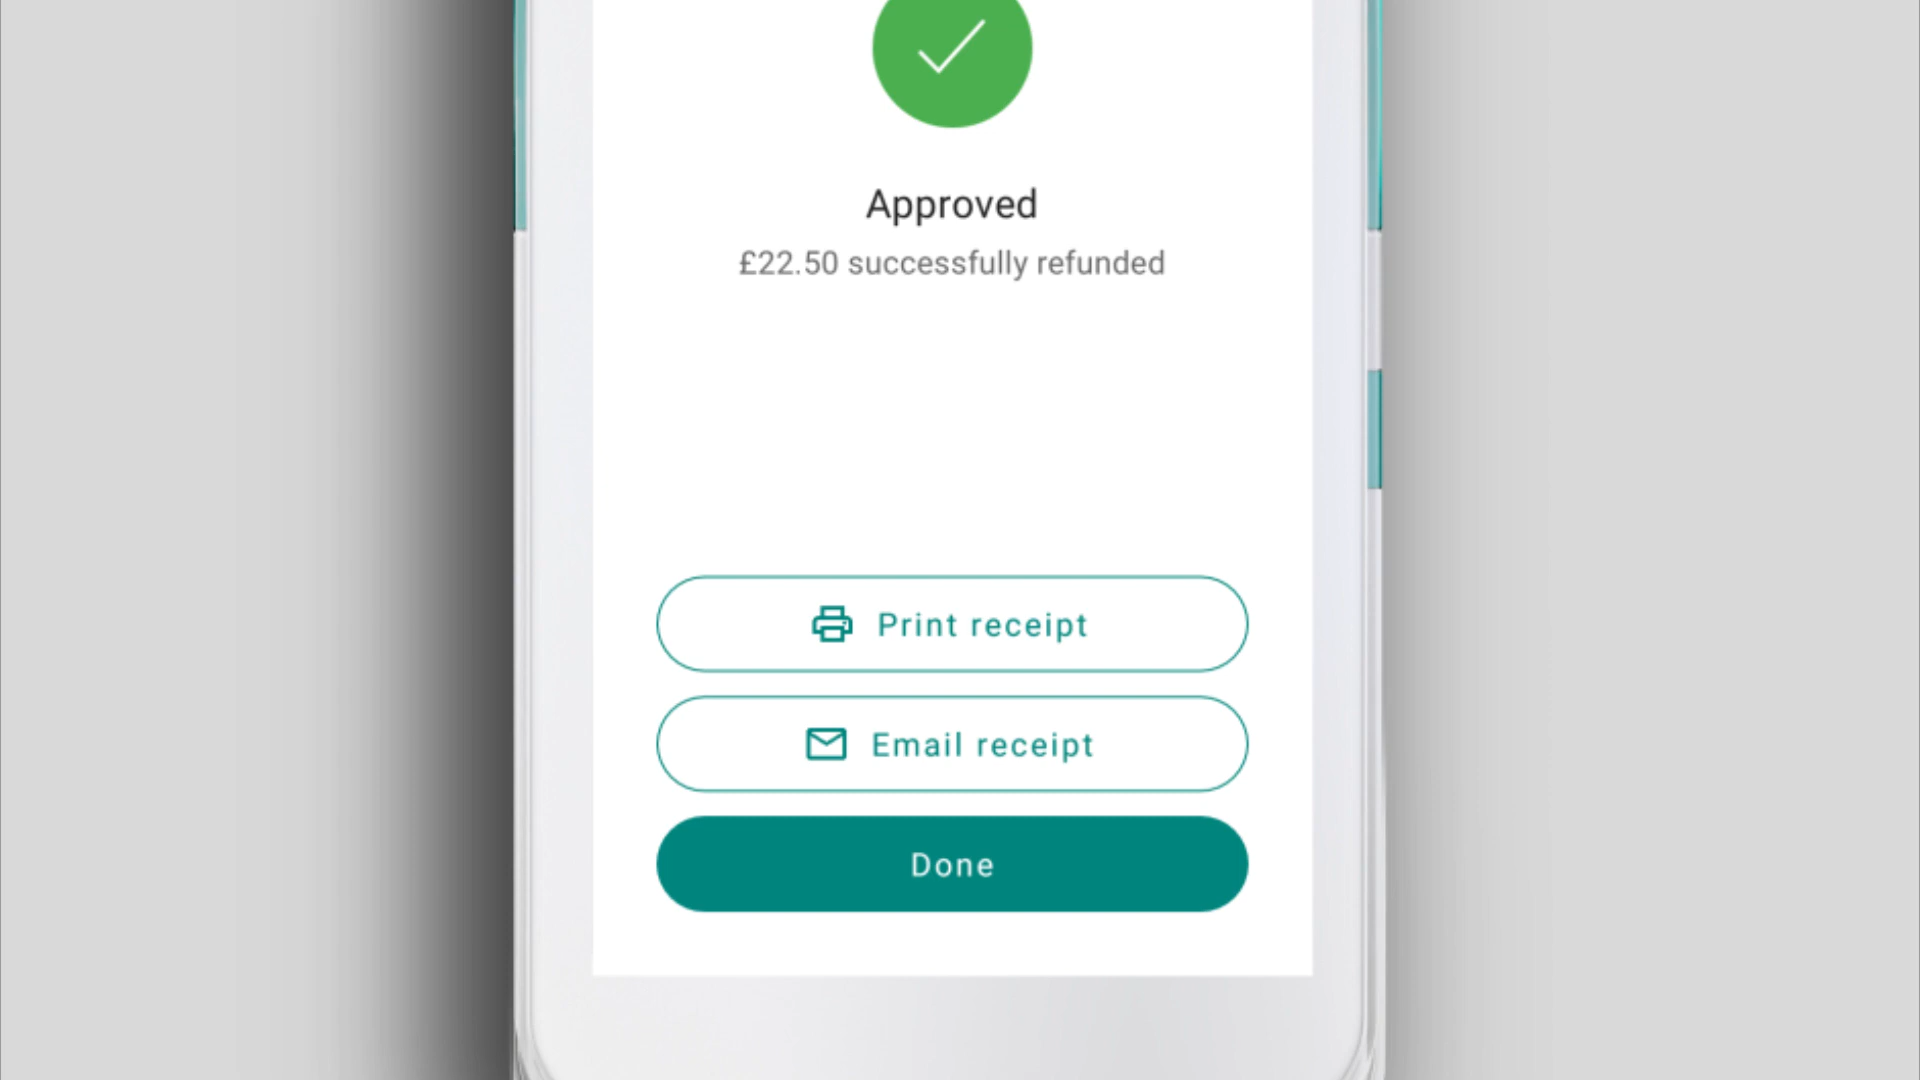 Approved
£22.50 successfully refunded
Print receipt
Email receipt
Done